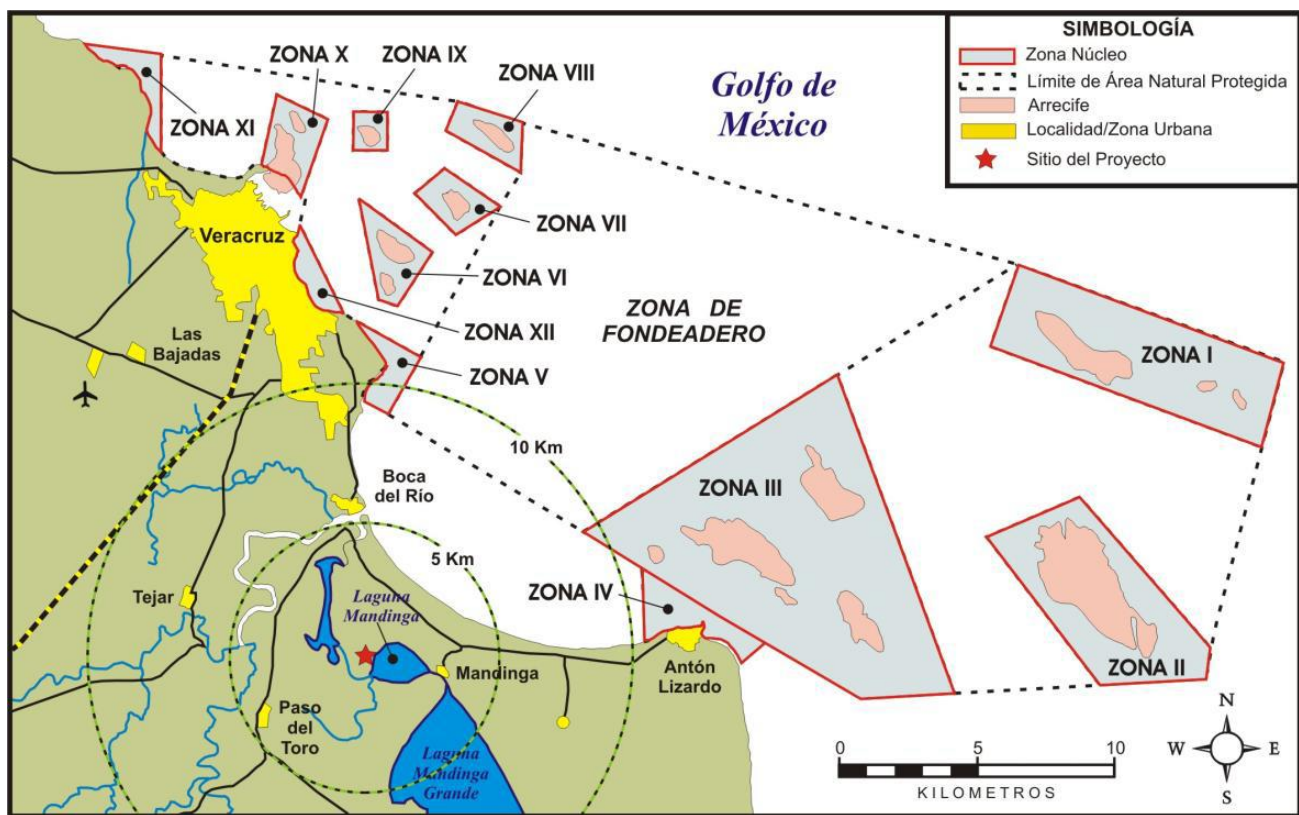 ZONA X
ZONA IX
ZONA VIII
ZONA XI
Golfo de
México
SIMBOLOGÍA
Zona Núcleo
Límite de Área Natural Protegida
Arrecife
Localidad/Zona Urbana
Sitio del Proyecto
Veracruz
ZONA VII
ZONA VI
ZONA DE
FONDEADERO
ZONA XII
Las
Bajadas
ZONA V
ZONA I
10 Km
Boca
del Río
ZONA III
5 Km
Tejar
Laguna
Mandinga
ZONA IV
Mandinga
Antón
Lizardo
ZONA II
Paso
del
Toro
Laguna
Mandinga
Grande
N
W
E
S
0
5
10
KILOMETROS